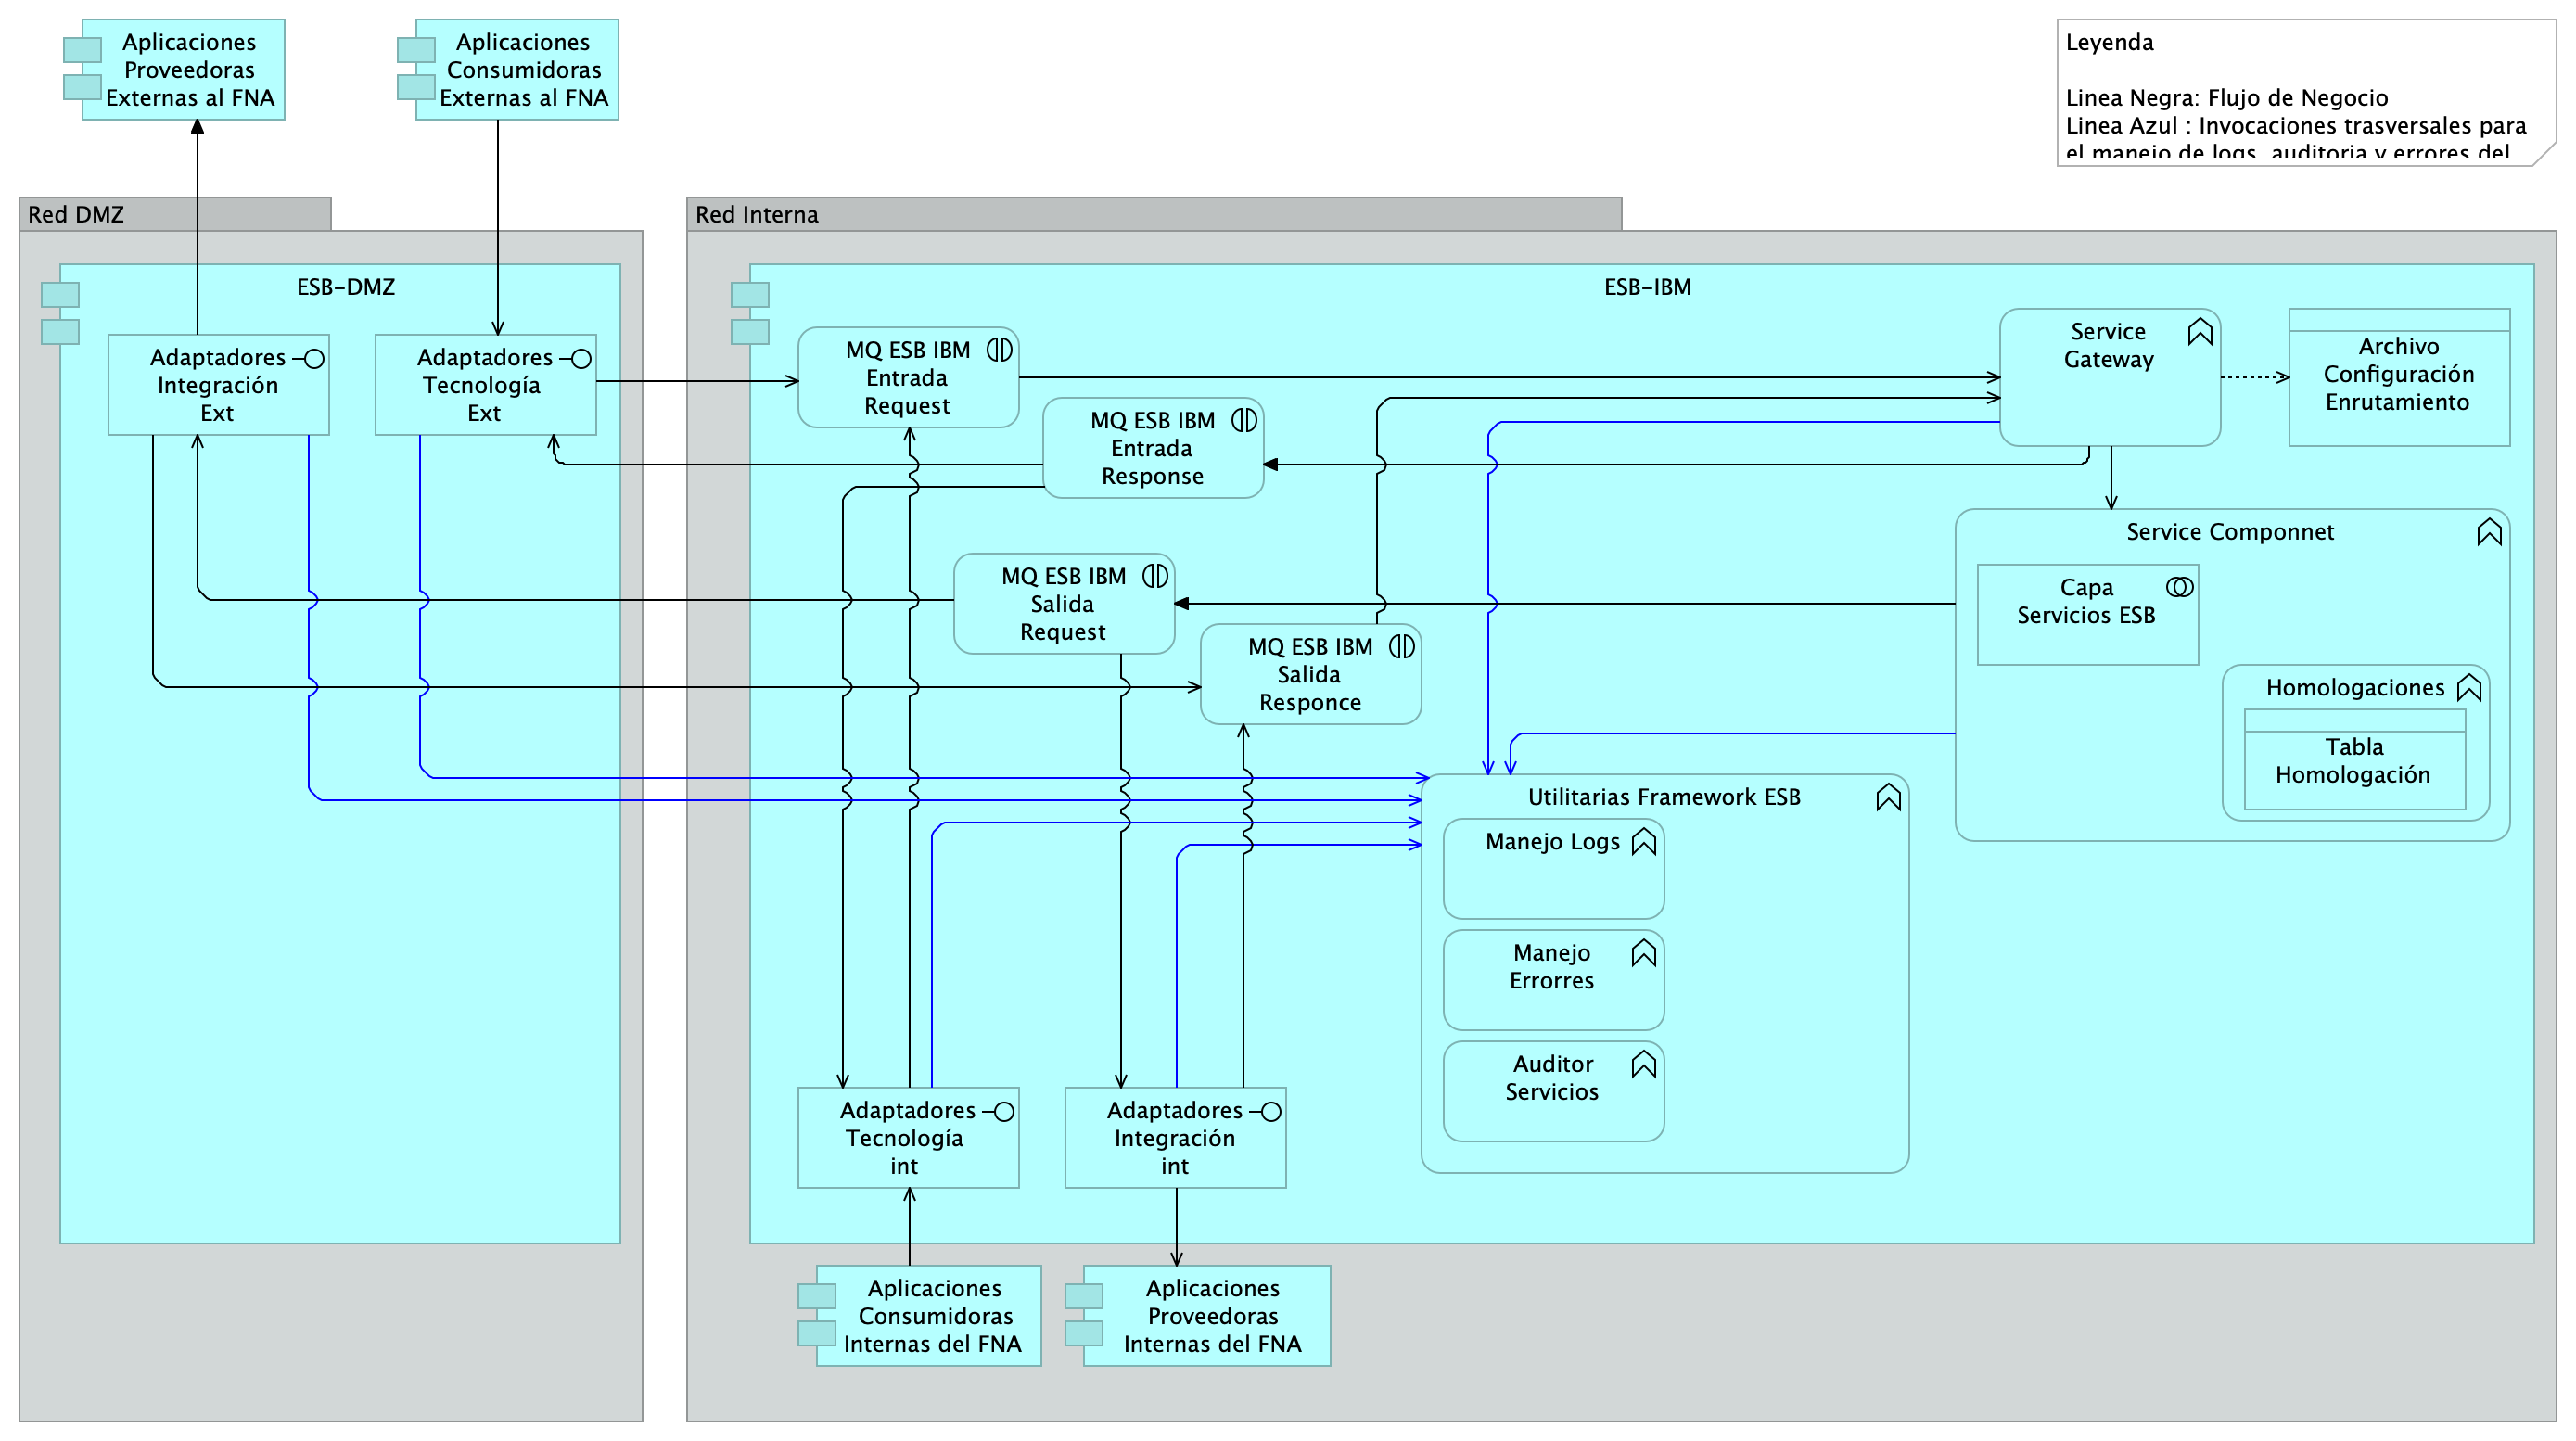 Aplicaciones
Proveedoras
Externas al FNA
Aplicaciones
Consumidoras
Externas al FNA
Leyenda
Linea Negra: Flujo de Negocio
Linea Azul : Invocaciones trasversales para
el manejo de logs, auditoria y errores del
Red DMZ
Red Interna
ESB-DMZ
ESB-IBM
Adaptadores
Integración
Ext
Adaptadores
Tecnología
Ext
MQ ESB IBM
Entrada
Request
MQ ESB IBM
Entrada
Response
Service
Gateway
Archivo
Configuración
Enrutamiento
Service Componnet
MQ ESB IBM
Salida
Request
Capa
Servicios ESB
MQ ESB IBM
Salida
Responce
Homologaciones
Tabla
Homologación
Utilitarias Framework ESB
Manejo Logs
Manejo
Errorres
Auditor
Servicios
Adaptadores
Tecnología
int
Adaptadores
Integración
int
Aplicaciones
Consumidoras
Internas del FNA
Aplicaciones
Proveedoras
Internas del FNA